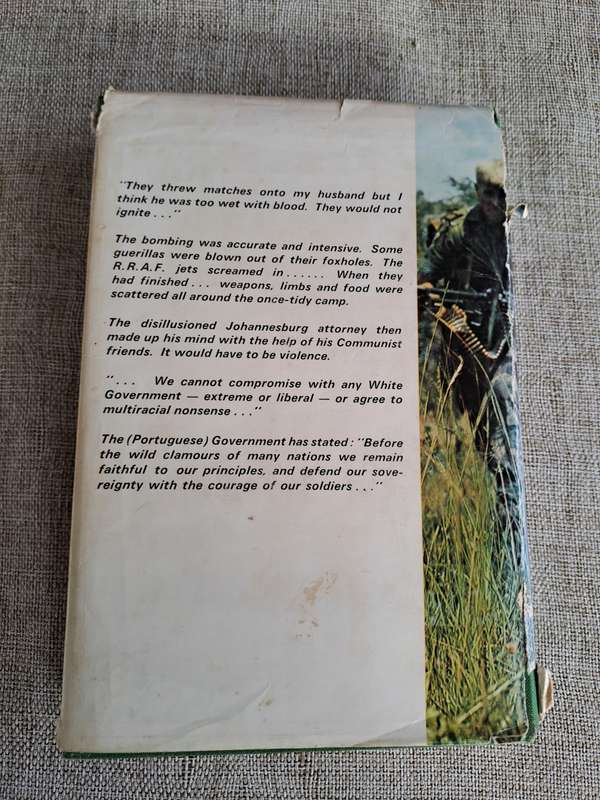 "They threw matches onto my husband but I
think he was too wet with blood. They would not
ignite . . ."
The bombing was accurate and intensive. Some
guerillas were blown out of their foxholes. The
R.R.A.F. jets screamed in . . . . . . When they
had finished . . . weapons, limbs and food were
scattered all around the once-tidy camp.
The disillusioned Johannesburg attorney then
made up his mind with the help of his Communist
friends. It would have to be violence.
". . . We cannot compromise with any White
Government — extreme or liberal — or agree to
multiracial nonsense . . ."
The (Portuguese) Government has stated : "Before
the wild clamours of many nations we remain
faithful to our principles, and defend our sove-
reignty with the courage of our soldiers . . ."